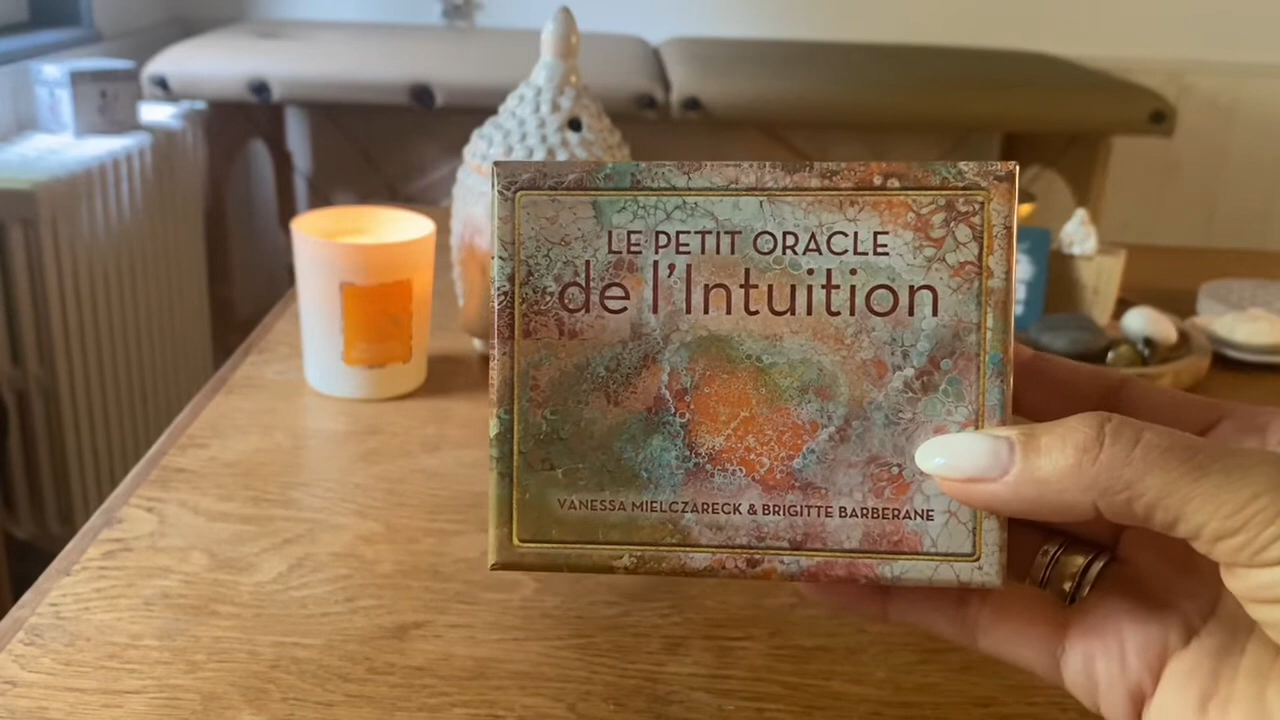 LE PETIT ORACLE
de l'Intuition
VANESSA MIELCZARECK & BRIGITTE BARBERANE